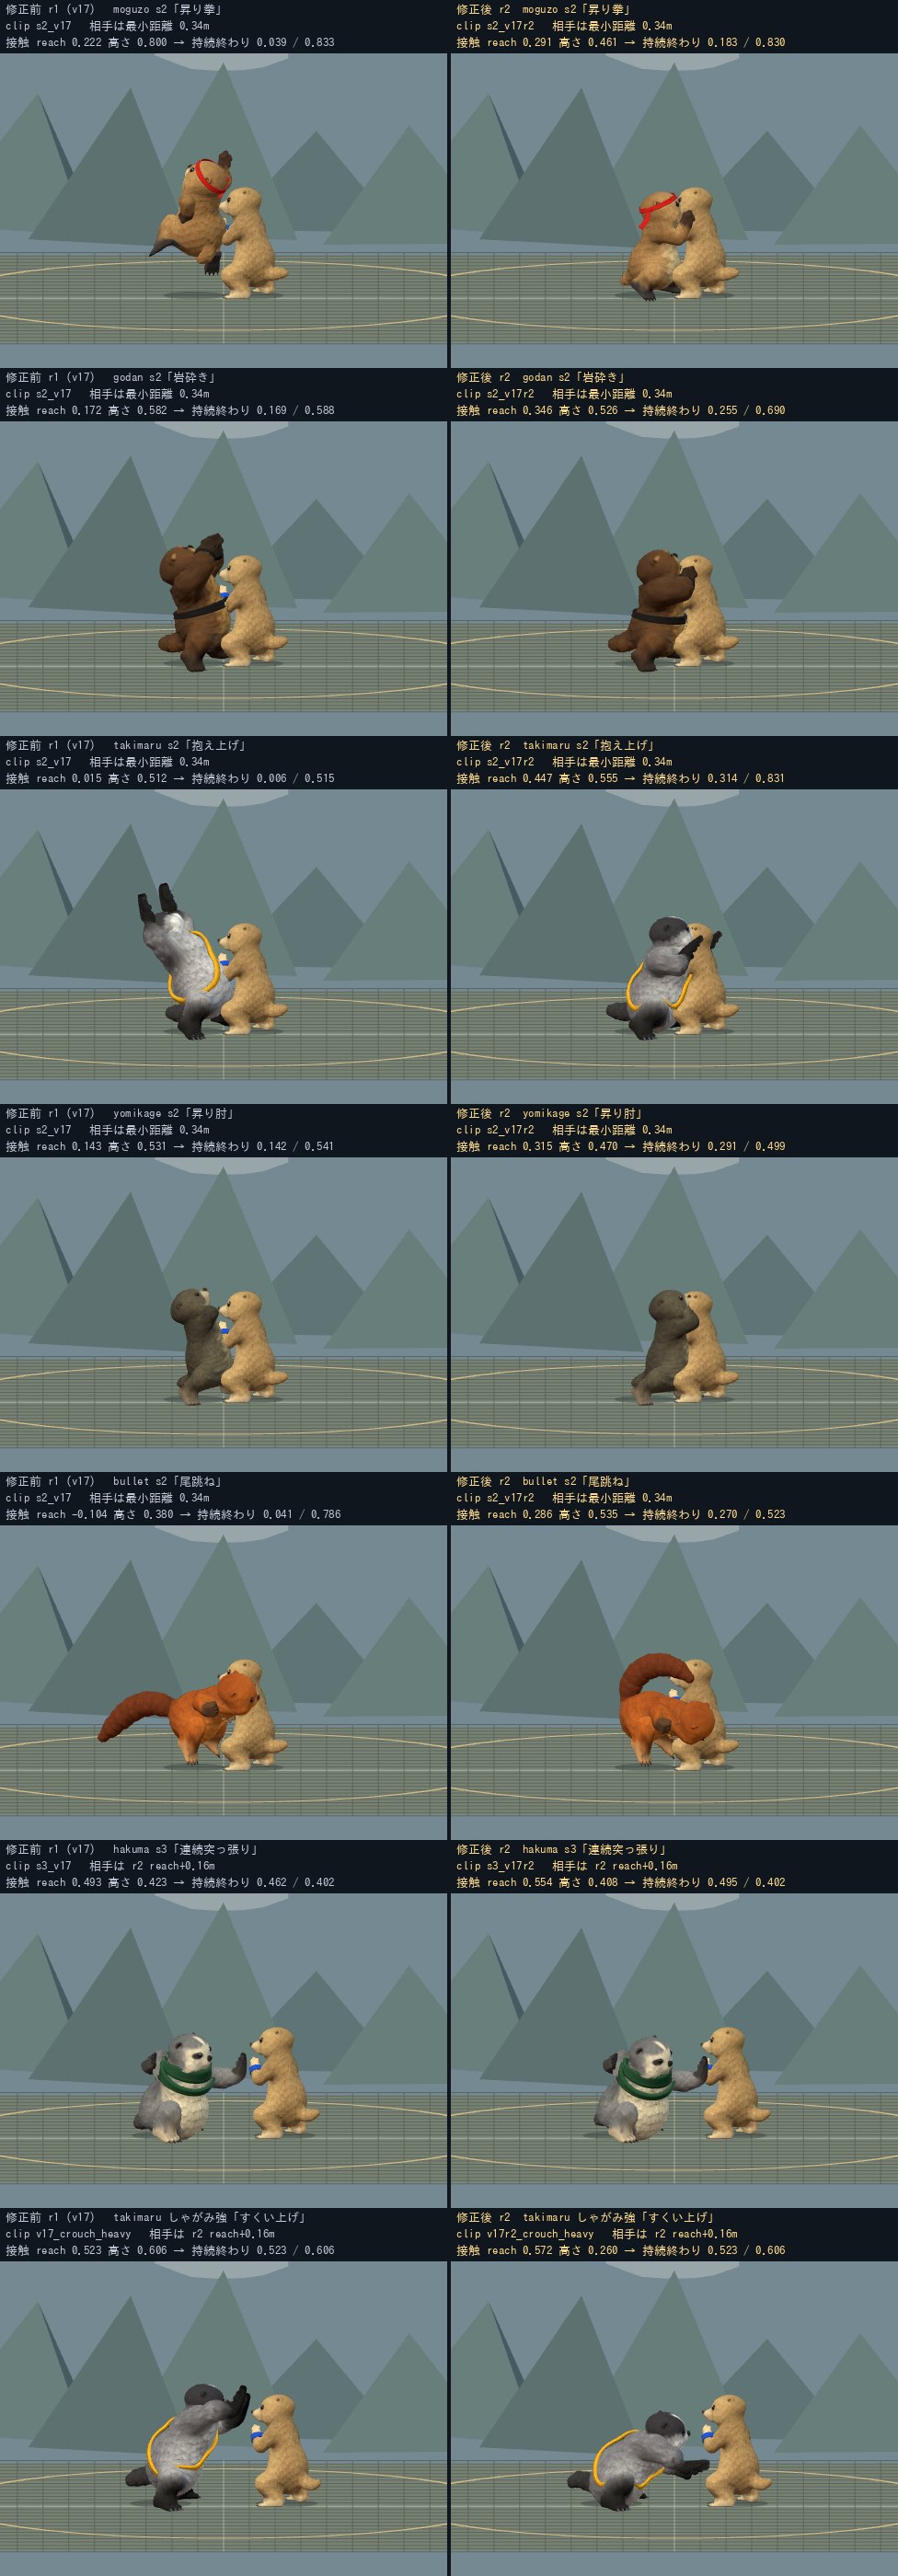 修正前 r1 (v17)　moguzo s2「昇り拳」
clip s2_v17　相手は最小距離 0.34m
接触 reach 0.222 高さ 0.800 → 持続終わり 0.039 / 0.833
修正後 r2　moguzo s2「昇り拳」
clip s2_v17r2　相手は最小距離 0.34m
接触 reach 0.291 高さ 0.461 → 持続終わり 0.183 / 0.830
修正前 r1 (v17)　godan s2「岩砕き」
clip s2_v17　相手は最小距離 0.34m
接触 reach 0.172 高さ 0.582 → 持続終わり 0.169 / 0.588
修正後 r2　godan s2「岩砕き」
clip s2_v17r2　相手は最小距離 0.34m
接触 reach 0.346 高さ 0.526 → 持続終わり 0.255 / 0.690
修正前 r1 (v17)　takimaru s2「抱え上げ」
clip s2_v17　相手は最小距離 0.34m
接触 reach 0.015 高さ 0.512 → 持続終わり 0.006 / 0.515
修正後 r2　takimaru s2「抱え上げ」
clip s2_v17r2　相手は最小距離 0.34m
接触 reach 0.447 高さ 0.555 → 持続終わり 0.314 / 0.831
修正前 r1 (v17)　yomikage s2「昇り肘」
clip s2_v17　相手は最小距離 0.34m
接触 reach 0.143 高さ 0.531 → 持続終わり 0.142 / 0.541
修正後 r2　yomikage s2「昇り肘」
clip s2_v17r2　相手は最小距離 0.34m
接触 reach 0.315 高さ 0.470 → 持続終わり 0.291 / 0.499
修正前 r1 (v17)　bullet s2「尾跳ね」
clip s2_v17　相手は最小距離 0.34m
接触 reach -0.104 高さ 0.380 → 持続終わり 0.041 / 0.786
修正後 r2　bullet s2「尾跳ね」
clip s2_v17r2　相手は最小距離 0.34m
接触 reach 0.286 高さ 0.535 → 持続終わり 0.270 / 0.523
修正前 r1 (v17)　hakuma s3「連続突っ張り」
clip s3_v17　相手は r2 reach+0.16m
接触 reach 0.493 高さ 0.423 → 持続終わり 0.462 / 0.402
修正後 r2　hakuma s3「連続突っ張り」
clip s3_v17r2　相手は r2 reach+0.16m
接触 reach 0.554 高さ 0.408 → 持続終わり 0.495 / 0.402
修正前 r1 (v17)　takimaru しゃがみ強「すくい上げ」
clip v17_crouch_heavy　相手は r2 reach+0.16m
接触 reach 0.523 高さ 0.606 → 持続終わり 0.523 / 0.606
修正後 r2　takimaru しゃがみ強「すくい上げ」
clip v17r2_crouch_heavy　相手は r2 reach+0.16m
接触 reach 0.572 高さ 0.260 → 持続終わり 0.523 / 0.606